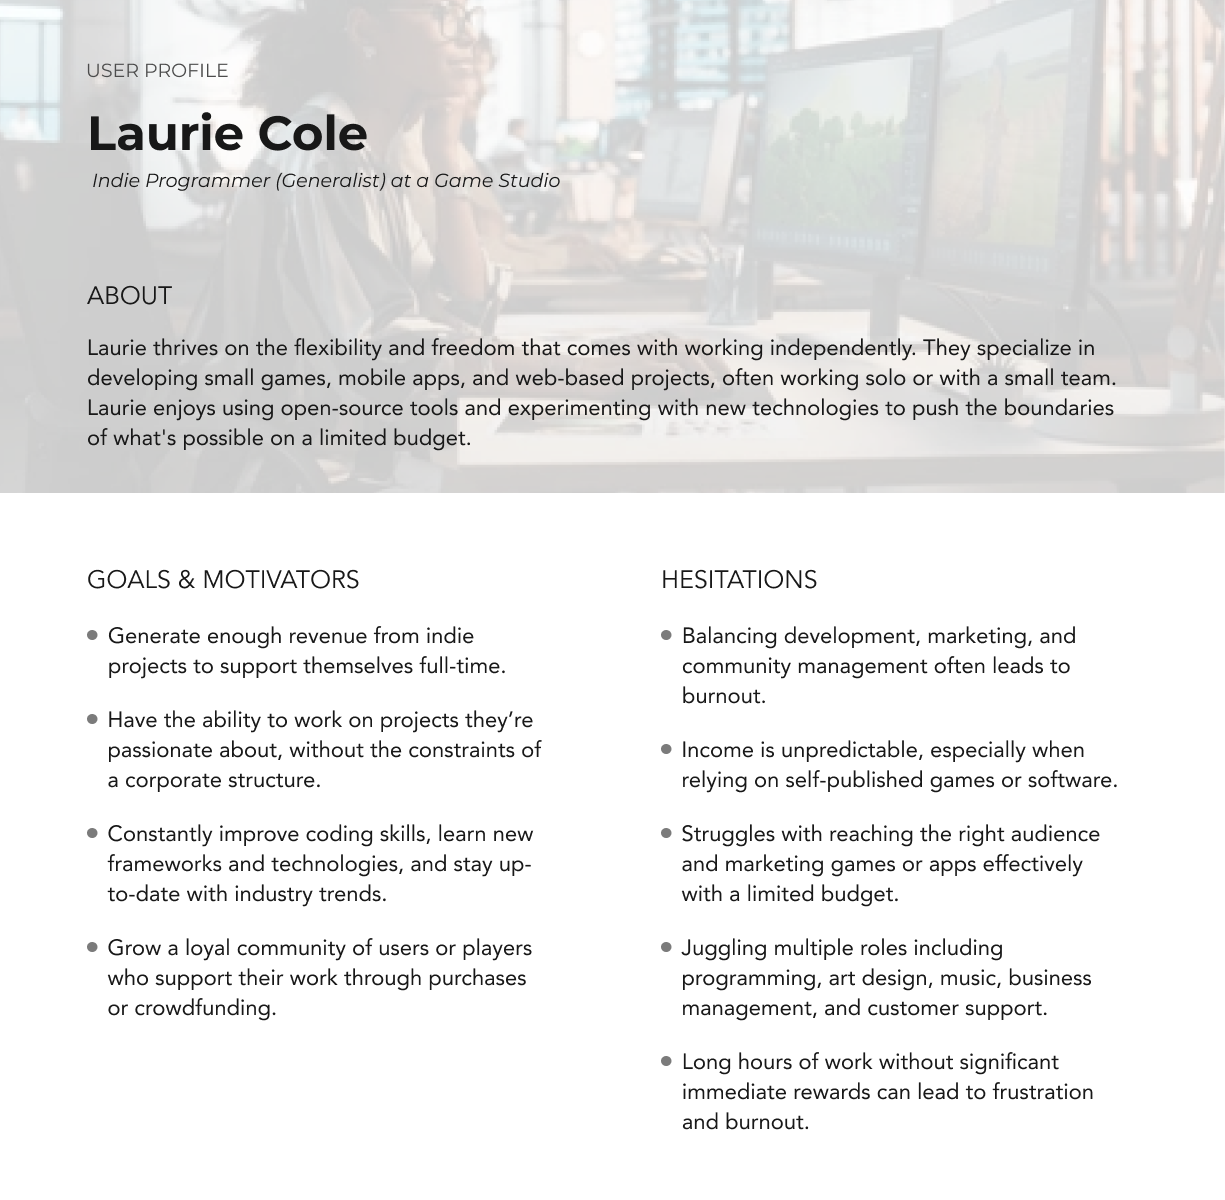 USER PROFILE
Laurie Cole
Indie Programmer (Generalist) at a Game Studio
ABOUT
Laurie thrives on the flexibility and freedom that comes with working independently. They specialize in
developing small games, mobile apps, and web-based projects, often working solo or with a small team.
Laurie enjoys using open-source tools and experimenting with new technologies to push the boundaries
of what's possible on a limited budget.
GOALS & MOTIVATORS
Generate enough revenue from indie
projects to support themselves full-time.
Have the ability to work on projects they’re
passionate about, without the constraints of
a corporate structure.
Constantly improve coding skills, learn new
frameworks and technologies, and stay up-
to-date with industry trends.
Grow a loyal community of users or players
who support their work through purchases
or crowdfunding.
HESITATIONS
Balancing development, marketing, and
community management often leads to
burnout.
Income is unpredictable, especially when
relying on self-published games or software.
Struggles with reaching the right audience
and marketing games or apps effectively
with a limited budget.
Juggling multiple roles including
programming, art design, music, business
management, and customer support.
Long hours of work without significant
immediate rewards can lead to frustration
and burnout.